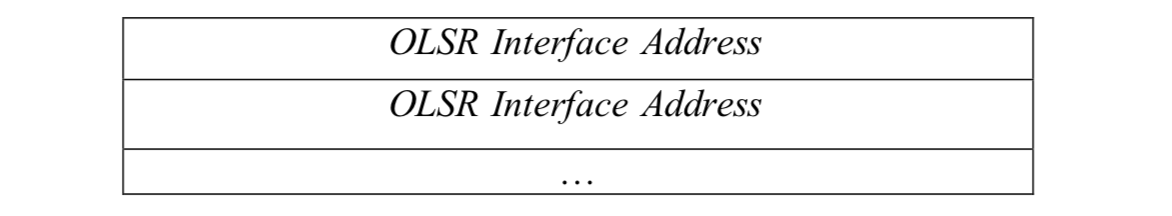 OLSR Interface Address
OLSR Interface Address
...